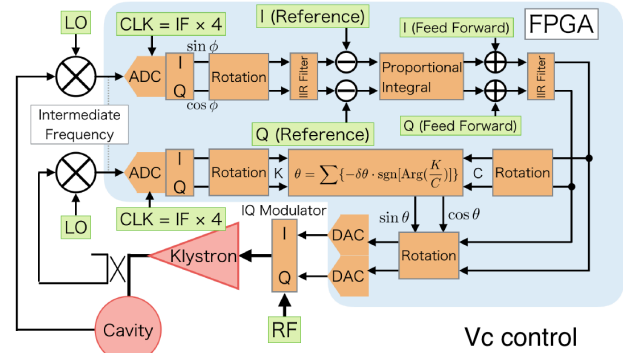 LO
CLK = IF × 4
I (Reference)
I (Feed Forward)
FPGA
sin ϕ
ADC
I
Q
Rotation
IIR Filter
Proportional
Integral
IIR Filter
cos ϕ
Intermediate
Frequency
Q (Reference)
Q (Feed Forward)
ADC
I
Q
Rotation
K
θ = ∑{−δθ · sgn[Arg(K/C)]}
C
Rotation
LO
CLK = IF × 4
sin θ
cos θ
IQ Modulator
I
Q
DAC
DAC
Rotation
Klystron
RF
Cavity
Vc control